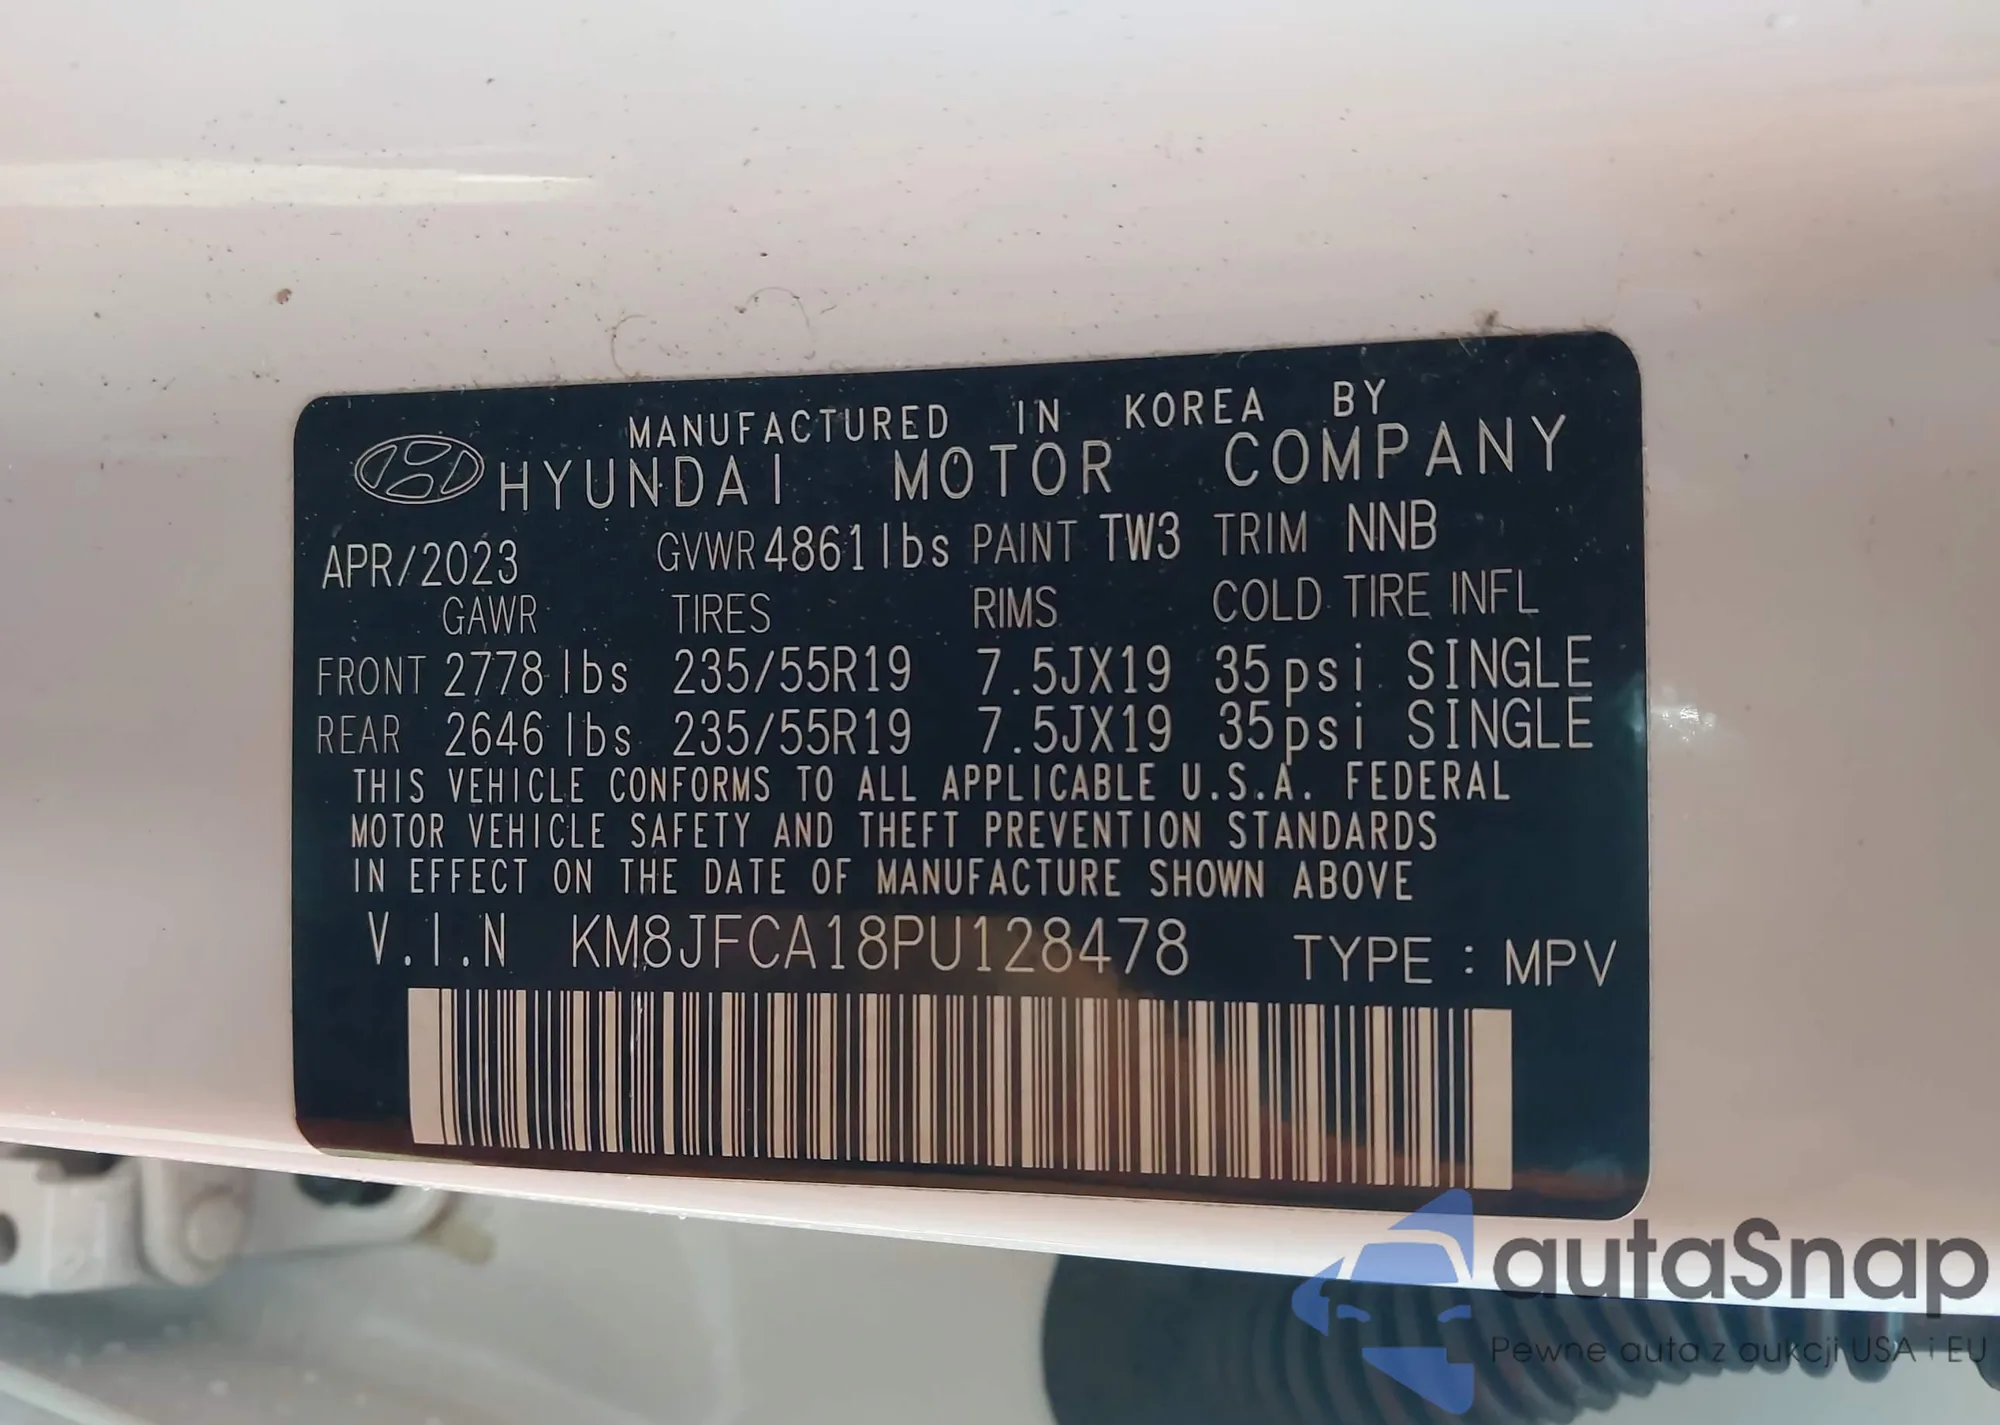 MANUFACTURED IN KOREA BY
HYUNDAI MOTOR COMPANY
APR/2023 GVWR 4861lbs PAINT TW3 TRIM NNB
GAWR TIRES RIMS COLD TIRE INFL
FRONT 2778 lbs 235/55R19 7.5JX19 35psi SINGLE
REAR 2646 lbs 235/55R19 7.5JX19 35psi SINGLE
THIS VEHICLE CONFORMS TO ALL APPLICABLE U.S.A. FEDERAL
MOTOR VEHICLE SAFETY AND THEFT PREVENTION STANDARDS
IN EFFECT ON THE DATE OF MANUFACTURE SHOWN ABOVE
V.I.N KM8JFCA18PU128478 TYPE : MPV
autaSnap
Pewne auta z aukcji USA i EU